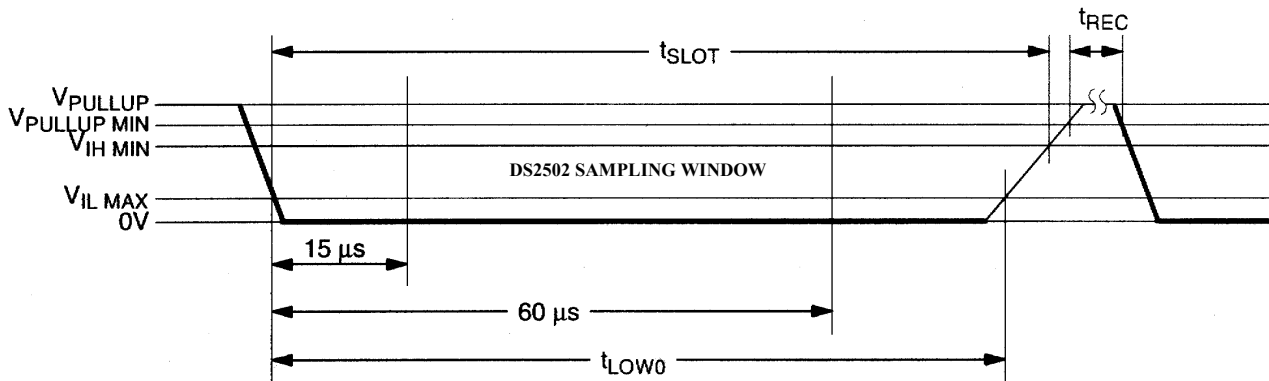 tREC
tSLOT
VPULLUP
VPULLUP MIN
VIH MIN
DS2502 SAMPLING WINDOW
VIL MAX
0V
15 µs
60 µs
tLOW0